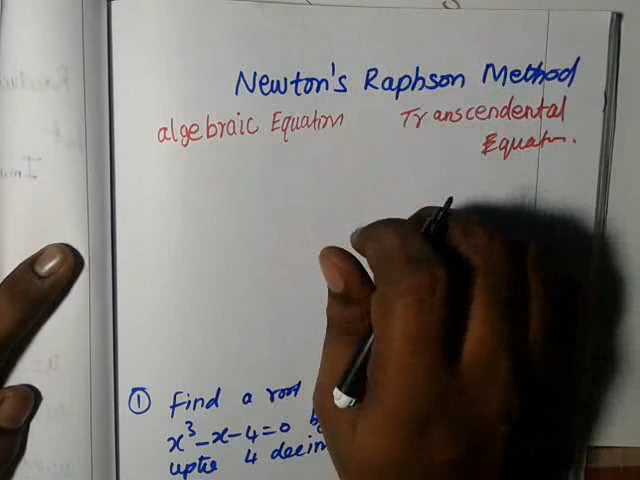 Newton's Raphson Method
algebraic Equation Transcendental
Equatn.
① Find a root
x³-x-4=0 b
upto 4 decim